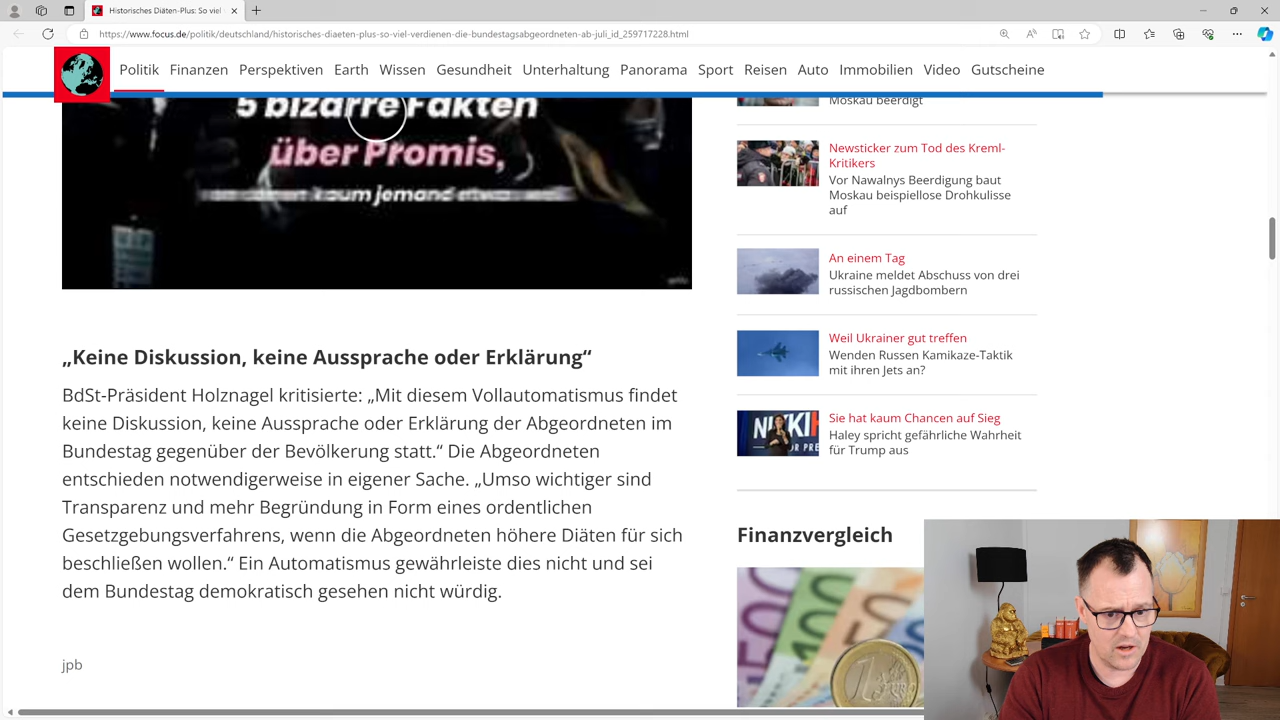 Historisches Diäten-Plus: So viel
https://www.focus.de/politik/deutschland/historisches-diaeten-plus-so-viel-verdienen-die-bundestagsabgeordneten-ab-juli_id_259717228.html
Politik Finanzen Perspektiven Earth Wissen Gesundheit Unterhaltung Panorama Sport Reisen Auto Immobilien Video Gutscheine
5 bizarre Fakten
über Promis,
„Keine Diskussion, keine Aussprache oder Erklärung“
BdSt-Präsident Holznagel kritisierte: „Mit diesem Vollautomatismus findet
keine Diskussion, keine Aussprache oder Erklärung der Abgeordneten im
Bundestag gegenüber der Bevölkerung statt.“ Die Abgeordneten
entschieden notwendigerweise in eigener Sache. „Umso wichtiger sind
Transparenz und mehr Begründung in Form eines ordentlichen
Gesetzgebungsverfahrens, wenn die Abgeordneten höhere Diäten für sich
beschließen wollen.“ Ein Automatismus gewährleiste dies nicht und sei
dem Bundestag demokratisch gesehen nicht würdig.
jpb
Moskau beerdigt
Newsticker zum Tod des Kreml-
Kritikers
Vor Nawalnys Beerdigung baut
Moskau beispiellose Drohkulisse
auf
An einem Tag
Ukraine meldet Abschuss von drei
russischen Jagdbombern
Weil Ukrainer gut treffen
Wenden Russen Kamikaze-Taktik
mit ihren Jets an?
Sie hat kaum Chancen auf Sieg
Haley spricht gefährliche Wahrheit
für Trump aus
Finanzvergleich